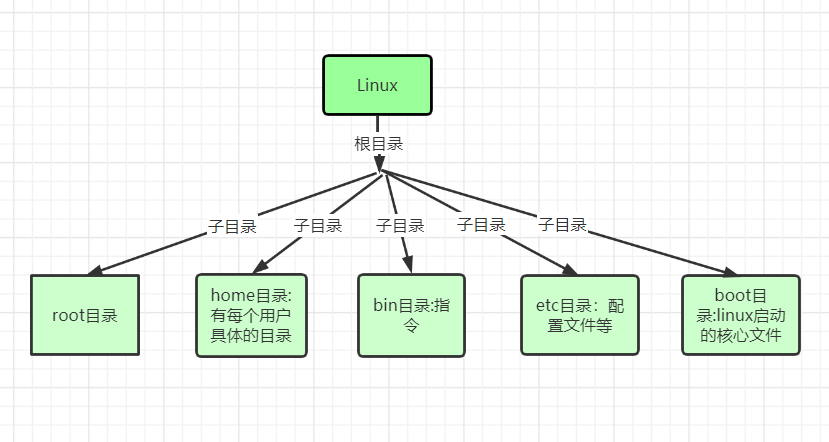 Linux
根目录
子目录
子目录
子目录
子目录
子目录
root目录
home目录:
有每个用户
具体的目录
bin目录:指
令
etc目录：配
置文件等
boot目
录:linux启动
的核心文件